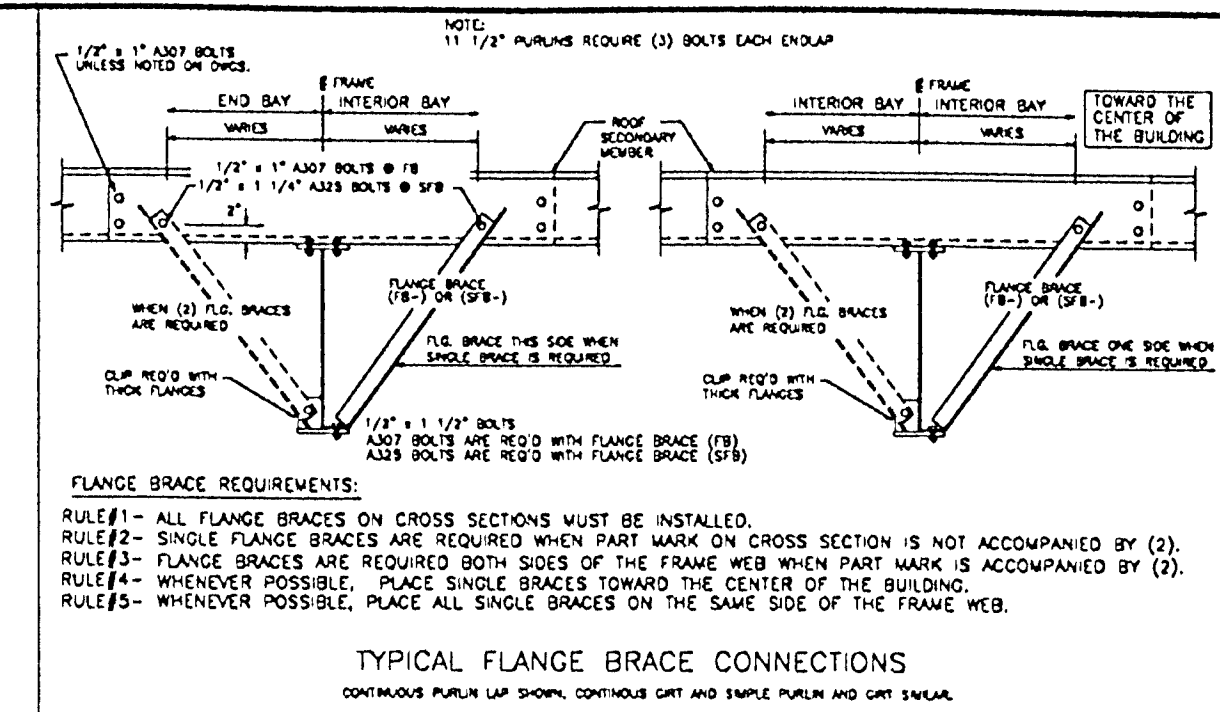 NOTE:
11 1/2" PURLINS REQUIRE (3) BOLTS EACH ENDLAP
1/2" x 1" A307 BOLTS
UNLESS NOTED ON DWGS.
FRAME
END BAY
INTERIOR BAY
VARIES
VARIES
ROOF
SECONDARY
MEMBER
FRAME
INTERIOR BAY
INTERIOR BAY
VARIES
VARIES
TOWARD THE
CENTER OF
THE BUILDING
1/2" x 1" A307 BOLTS @ FB
1/2" x 1 1/4" A325 BOLTS @ SFB
2"
FLANGE BRACE
(FB-) OR (SFB-)
WHEN (2) FLG. BRACES
ARE REQUIRED
FLG. BRACE THIS SIDE WHEN
SINGLE BRACE IS REQUIRED
CLIP REQ'D WITH
THICK FLANGES
1/2" x 1 1/2" BOLTS
A307 BOLTS ARE REQ'D WITH FLANGE BRACE (FB)
A325 BOLTS ARE REQ'D WITH FLANGE BRACE (SFB)
FLANGE BRACE
(FB-) OR (SFB-)
WHEN (2) FLG. BRACES
ARE REQUIRED
FLG. BRACE ONE SIDE WHEN
SINGLE BRACE IS REQUIRED
CLIP REQ'D WITH
THICK FLANGES
FLANGE BRACE REQUIREMENTS:
RULE#1- ALL FLANGE BRACES ON CROSS SECTIONS MUST BE INSTALLED.
RULE#2- SINGLE FLANGE BRACES ARE REQUIRED WHEN PART MARK ON CROSS SECTION IS NOT ACCOMPANIED BY (2).
RULE#3- FLANGE BRACES ARE REQUIRED BOTH SIDES OF THE FRAME WEB WHEN PART MARK IS ACCOMPANIED BY (2).
RULE#4- WHENEVER POSSIBLE, PLACE SINGLE BRACES TOWARD THE CENTER OF THE BUILDING.
RULE#5- WHENEVER POSSIBLE, PLACE ALL SINGLE BRACES ON THE SAME SIDE OF THE FRAME WEB.
TYPICAL FLANGE BRACE CONNECTIONS
CONTINUOUS PURLIN LAP SHOWN, CONTINOUS GIRT AND SIMPLE PURLIN AND GIRT SIMILAR.